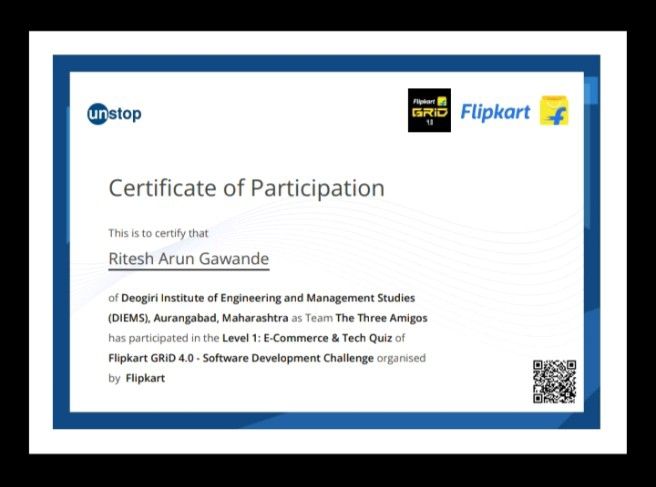 unstop
Flipkart
GRiD
4.0
Flipkart
Certificate of Participation
This is to certify that
Ritesh Arun Gawande
of Deogiri Institute of Engineering and Management Studies
(DIEMS), Aurangabad, Maharashtra as Team The Three Amigos
has participated in the Level 1: E-Commerce & Tech Quiz of
Flipkart GRiD 4.0 - Software Development Challenge organised
by Flipkart